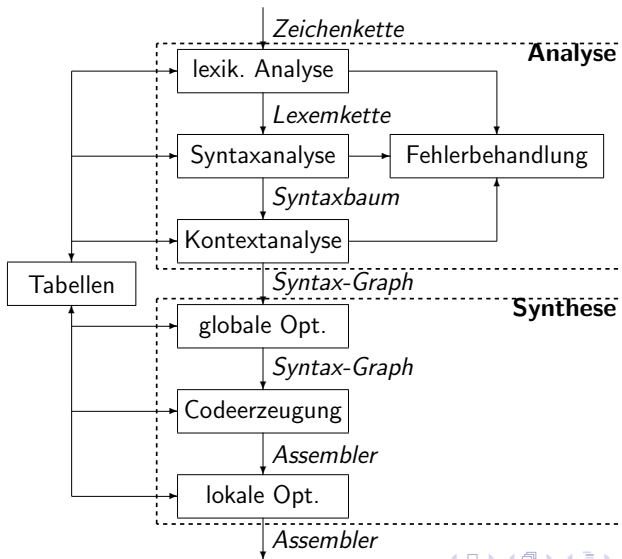 Zeichenkette
Analyse
lexik. Analyse
Lexemkette
Syntaxanalyse
Fehlerbehandlung
Syntaxbaum
Kontextanalyse
Tabellen
Syntax-Graph
Synthese
globale Opt.
Syntax-Graph
Codeerzeugung
Assembler
lokale Opt.
Assembler